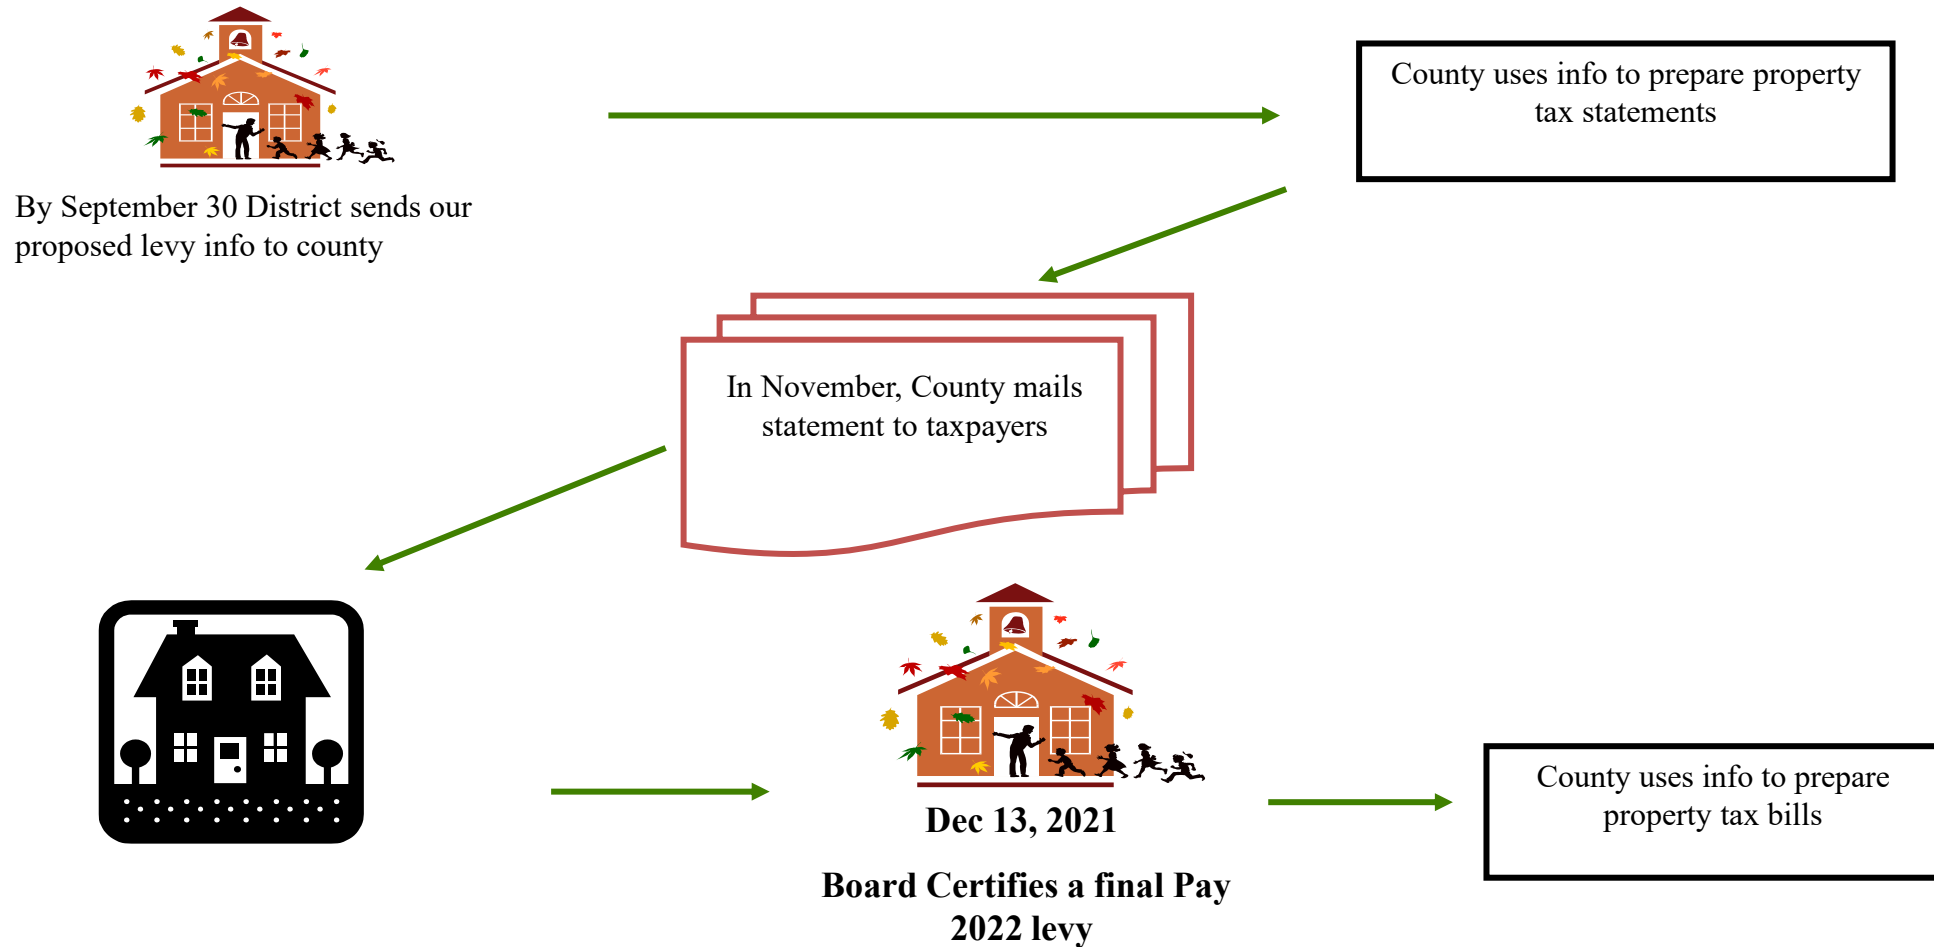 By September 30 District sends our
proposed levy info to county
County uses info to prepare property
tax statements
In November, County mails
statement to taxpayers
Dec 13, 2021
Board Certifies a final Pay
2022 levy
County uses info to prepare
property tax bills